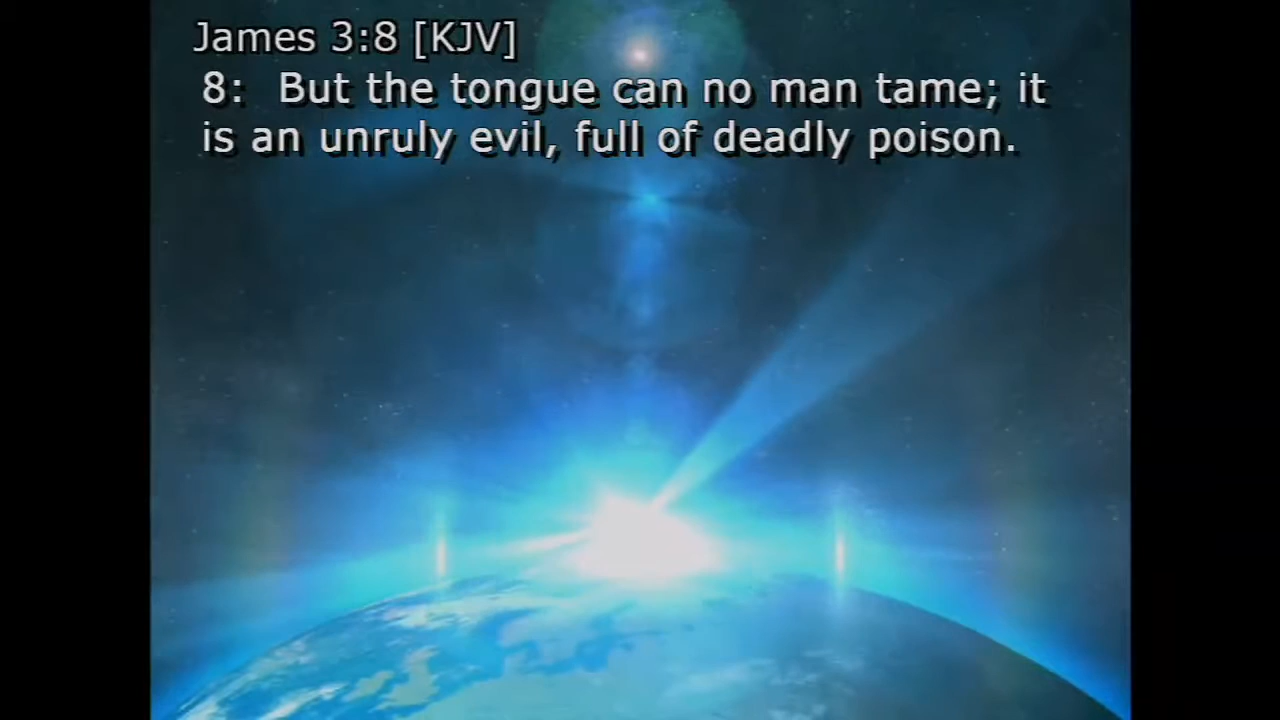 James 3:8 [KJV]
8: But the tongue can no man tame; it
is an unruly evil, full of deadly poison.